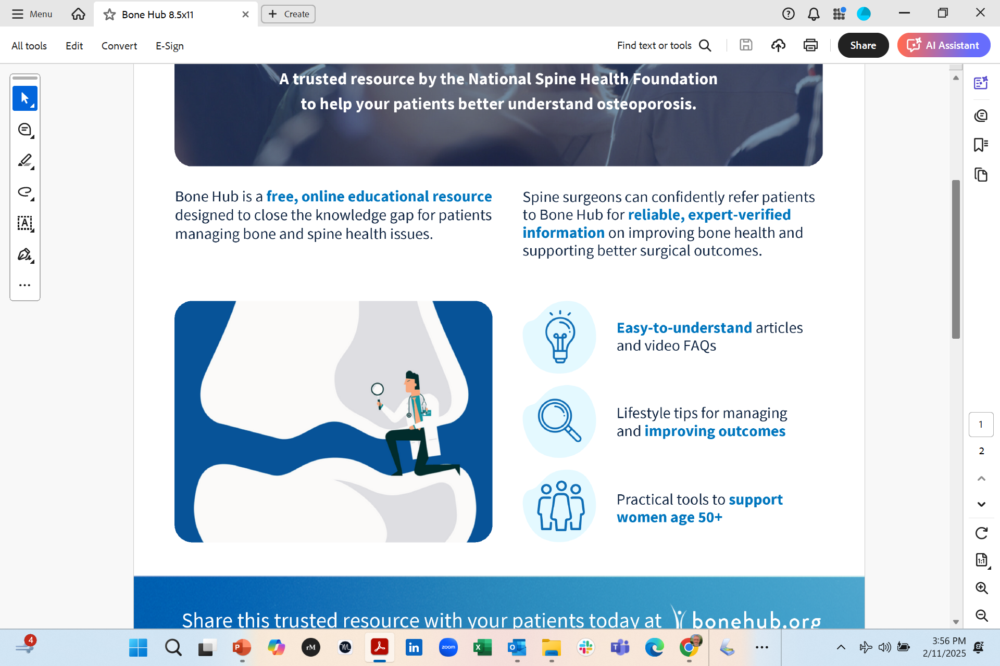 Menu
Bone Hub 8.5x11
Create
All tools
Edit
Convert
E-Sign
Find text or tools
Share
AI Assistant
A trusted resource by the National Spine Health Foundation
to help your patients better understand osteoporosis.
Bone Hub is a free, online educational resource
designed to close the knowledge gap for patients
managing bone and spine health issues.
Spine surgeons can confidently refer patients
to Bone Hub for reliable, expert-verified
information on improving bone health and
supporting better surgical outcomes.
Easy-to-understand articles
and video FAQs
Lifestyle tips for managing
and improving outcomes
Practical tools to support
women age 50+
Share this trusted resource with your patients today at bonehub.org
A
1
2
1:1
4
P
rM
M
in
zoom
X
O
T
3:56 PM
2/11/2025